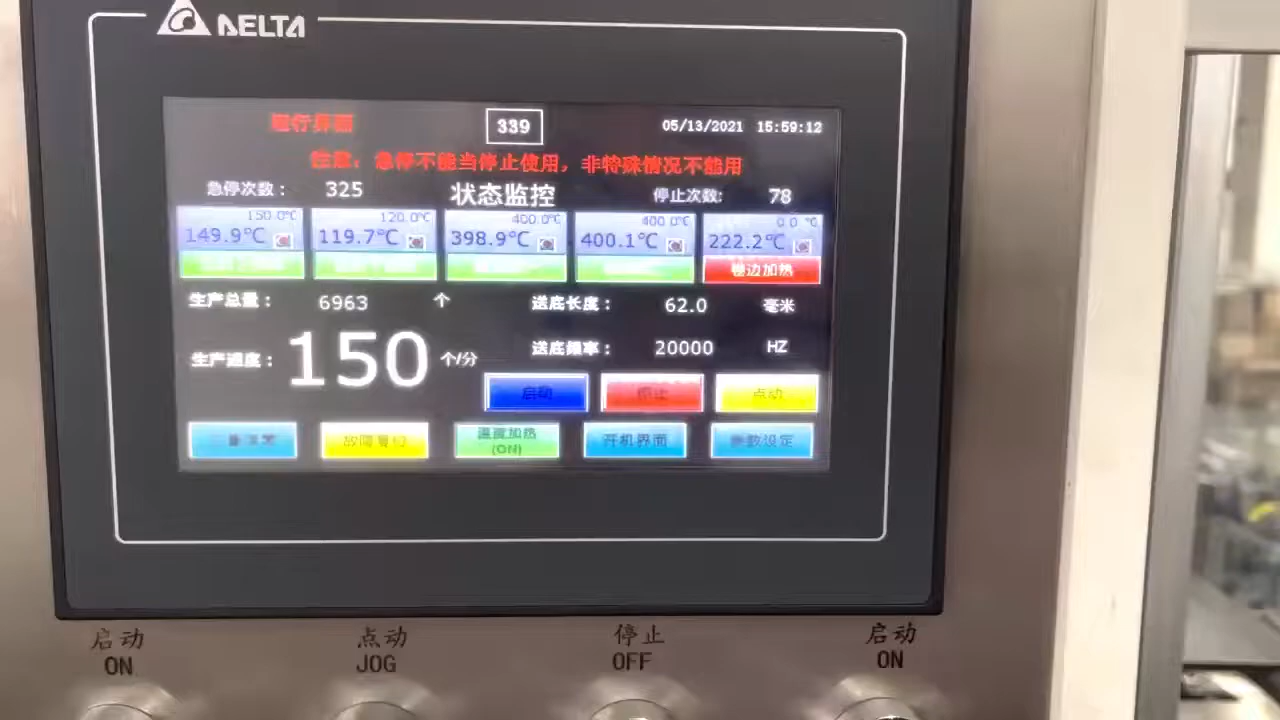 DELTA
运行界面 339 05/13/2021 15:59:12
注意：急停不能当停止使用，非特殊情况不能用
急停次数： 325 状态监控 停止次数: 78
150.0℃ 120.0℃ 400.0℃ 400.0℃ 0.0 ℃
149.9℃ 119.7℃ 398.9℃ 400.1℃ 222.2℃
卷边加热
生产总量： 6963 个 送底长度： 62.0 毫米
生产速度： 150 个/分 送底频率： 20000 HZ
启动 停止 点动
故障复位 温度加热 开机界面 参数设定
(ON)
启动 点动 停止 启动
ON JOG OFF ON